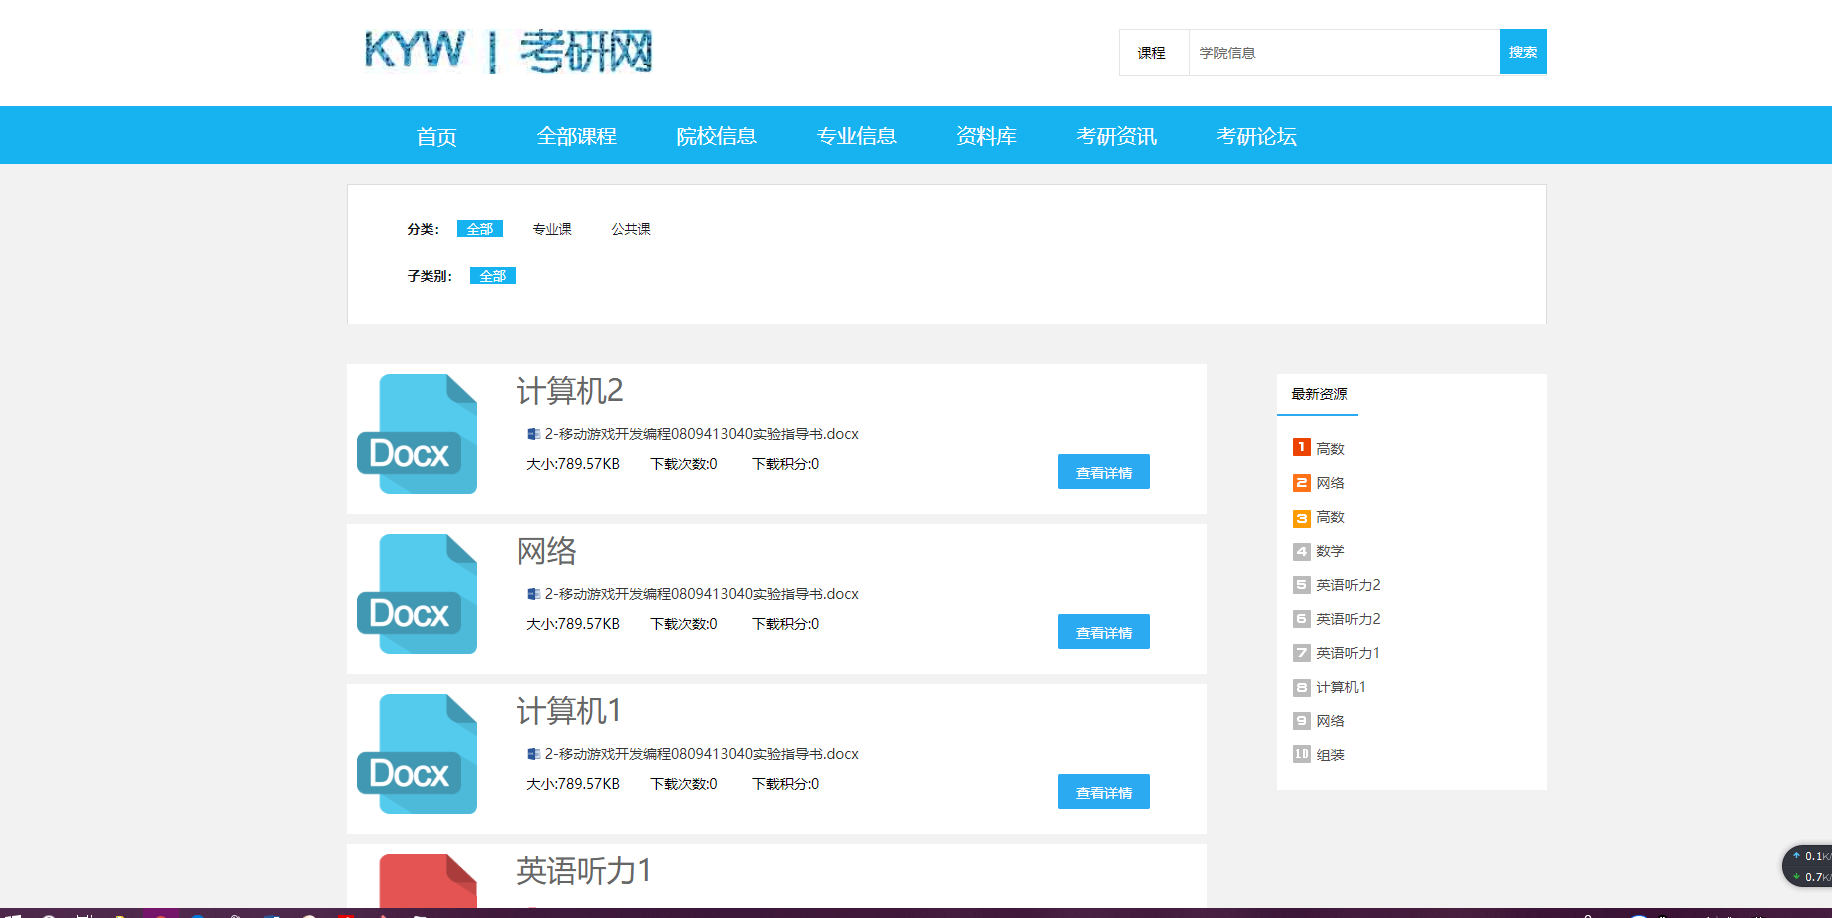 KYW | 考研网
课程 学院信息 搜索
首页 全部课程 院校信息 专业信息 资料库 考研资讯 考研论坛
分类: 全部 专业课 公共课
子类别: 全部
计算机2
2-移动游戏开发编程0809413040实验指导书.docx
大小:789.57KB 下载次数:0 下载积分:0
查看详情
Docx
网络
2-移动游戏开发编程0809413040实验指导书.docx
大小:789.57KB 下载次数:0 下载积分:0
查看详情
Docx
计算机1
2-移动游戏开发编程0809413040实验指导书.docx
大小:789.57KB 下载次数:0 下载积分:0
查看详情
Docx
英语听力1
最新资源
1 高数
2 网络
3 高数
4 数学
5 英语听力2
6 英语听力2
7 英语听力1
8 计算机1
9 网络
10 组装
0.1K/
0.7K/